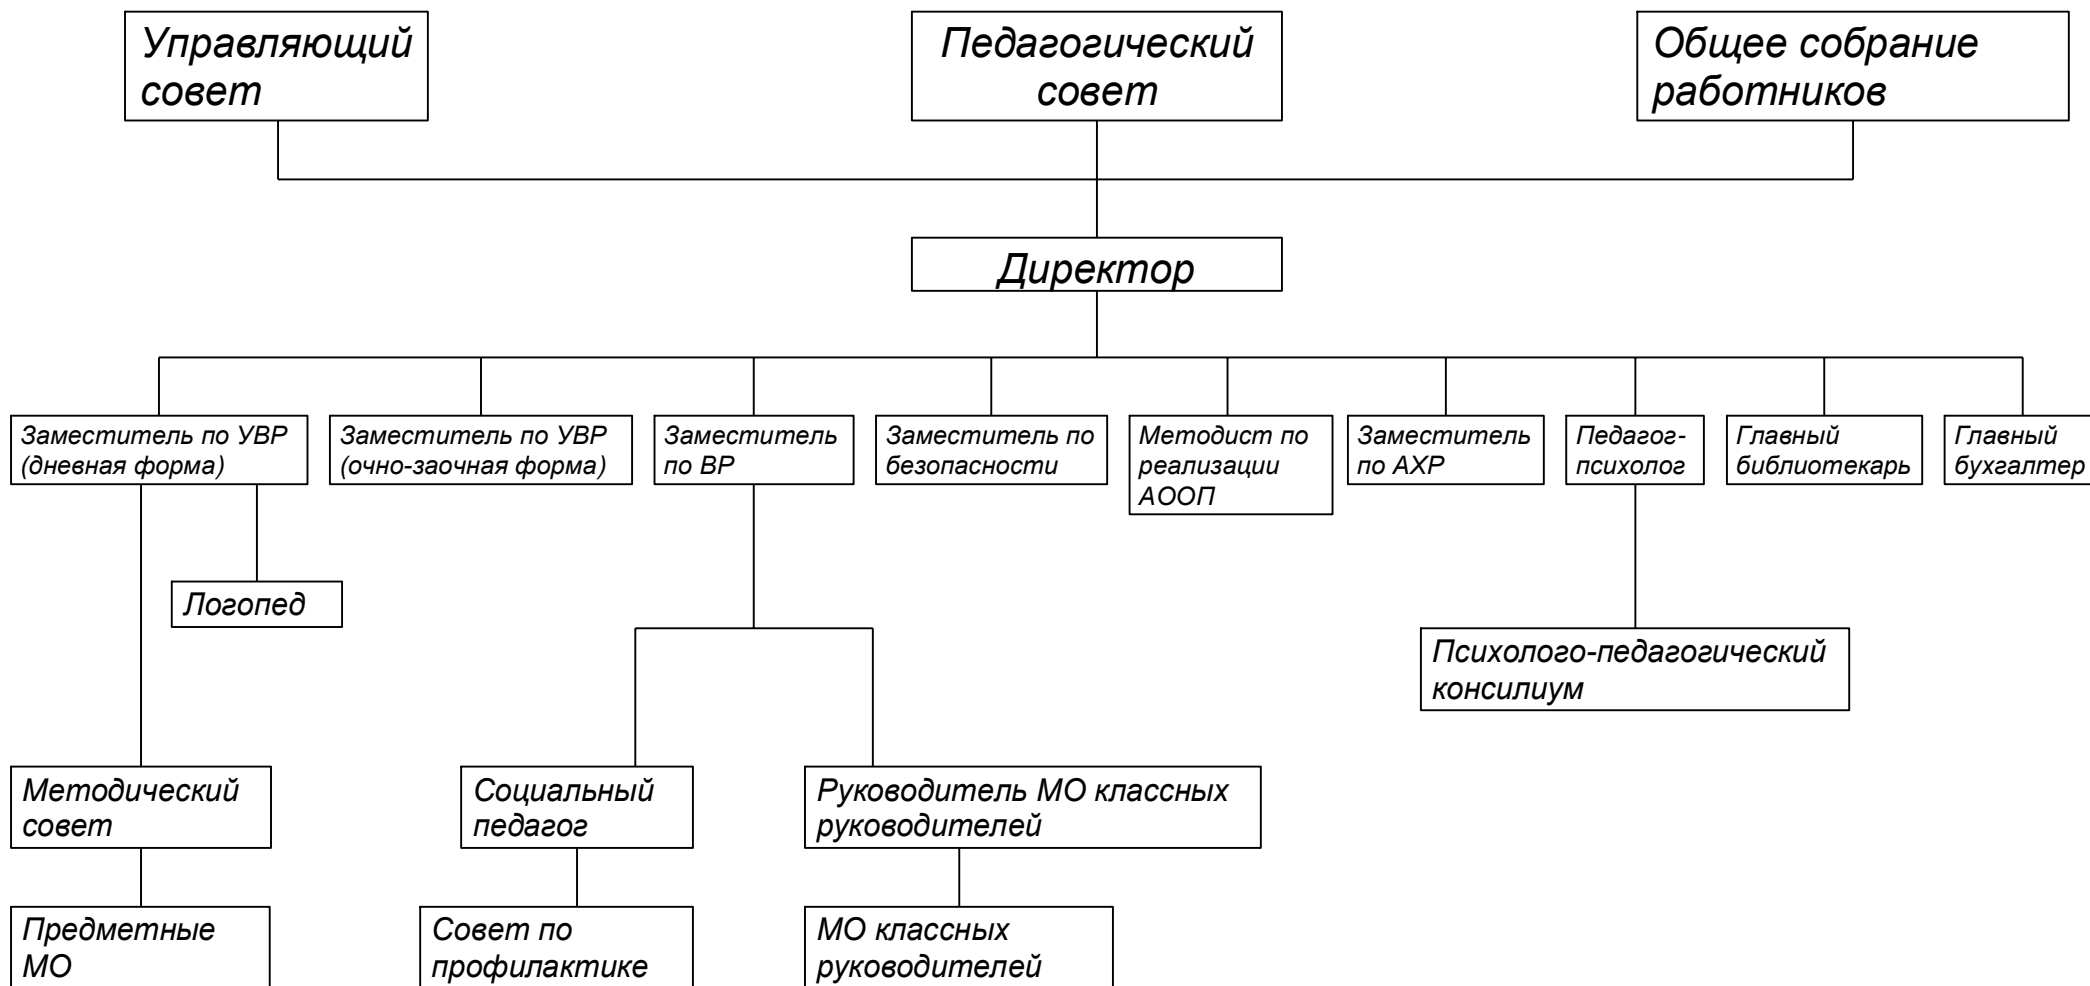 Управляющий
совет
Педагогический
совет
Общее собрание
работников
Директор
Заместитель по УВР
(дневная форма)
Заместитель по УВР
(очно-заочная форма)
Заместитель
по ВР
Заместитель по
безопасности
Методист по
реализации
АООП
Заместитель
по АХР
Педагог-
психолог
Главный
библиотекарь
Главный
бухгалтер
Логопед
Психолого-педагогический
консилиум
Методический
совет
Социальный
педагог
Руководитель МО классных
руководителей
Предметные
МО
Совет по
профилактике
МО классных
руководителей